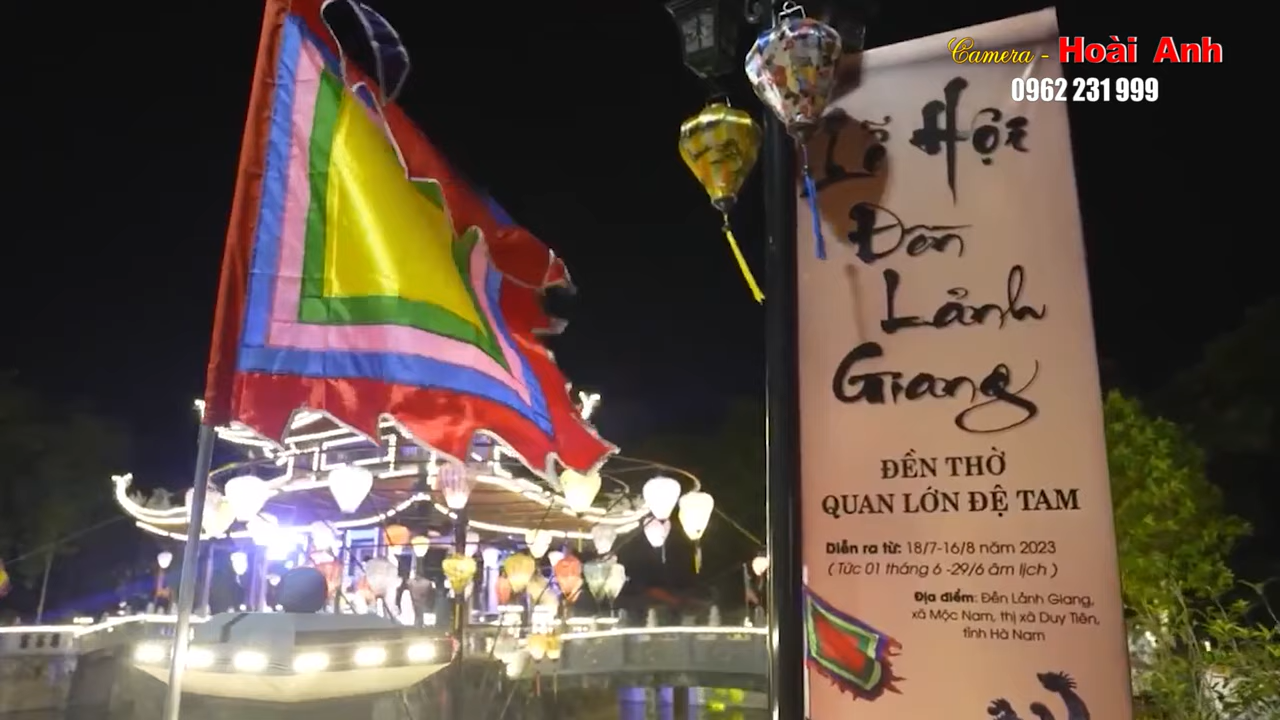 Camera - Hoài Anh
0962 231 999
Lễ Hội
Đền
Lảnh
Giang
ĐỀN THỜ
QUAN LỚN ĐỆ TAM
Diễn ra từ: 18/7-16/8 năm 2023
( Tức 01 tháng 6 -29/6 âm lịch )
Địa điểm: Đền Lảnh Giang,
xã Mộc Nam, thị xã Duy Tiên,
tỉnh Hà Nam